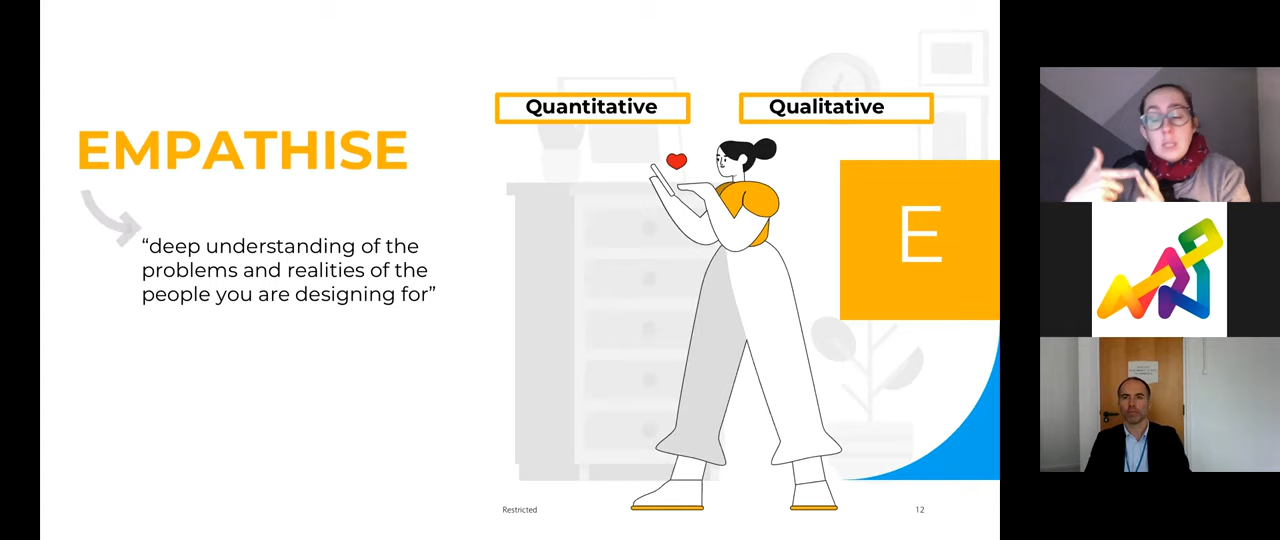 Quantitative
Qualitative
EMPATHISE
E
“deep understanding of the
problems and realities of the
people you are designing for”
Restricted
12